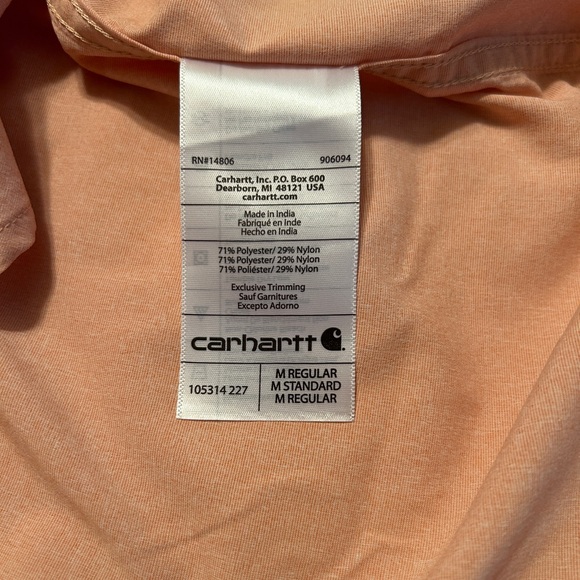 RN#14806 906094
Carhartt, Inc. P.O. Box 600
Dearborn, MI 48121 USA
carhartt.com
Made in India
Fabriqué en Inde
Hecho en India
71% Polyester/ 29% Nylon
71% Polyester/ 29% Nylon
71% Poliéster/ 29% Nylon
Exclusive Trimming
Sauf Garnitures
Excepto Adorno
carhartt
105314 227
M REGULAR
M STANDARD
M REGULAR